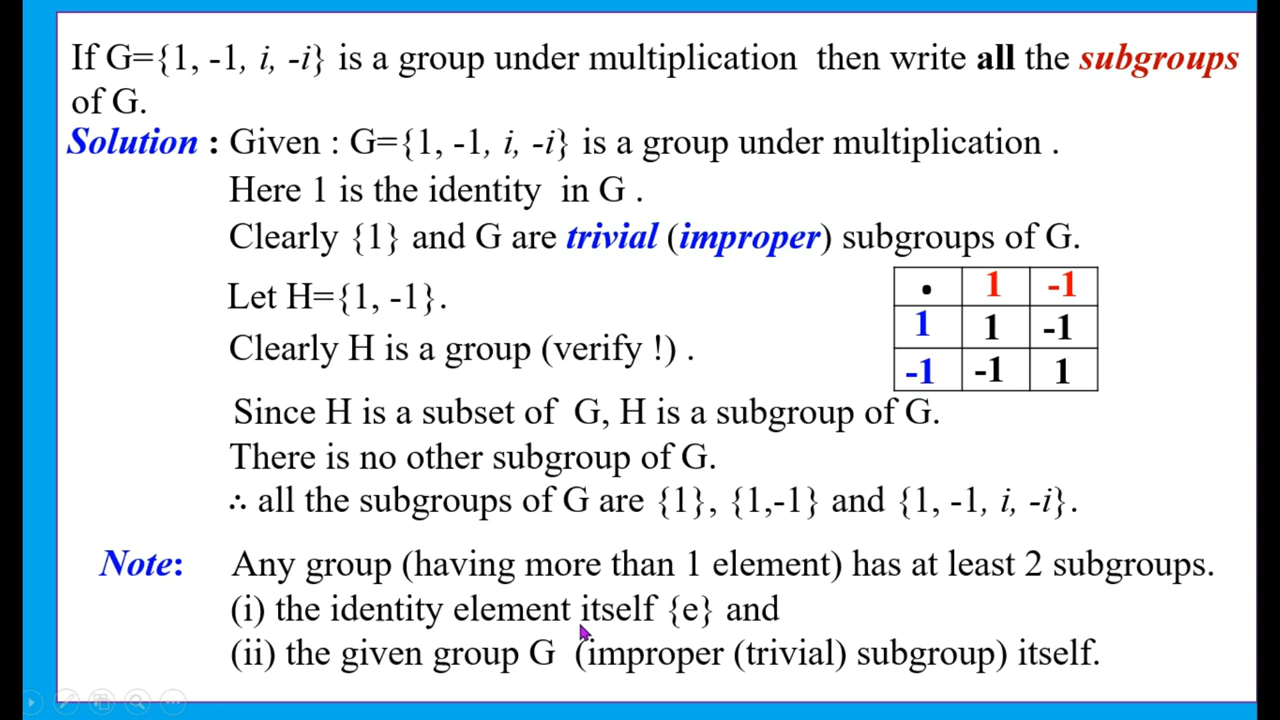 If G={1, -1, i, -i} is a group under multiplication then write all the subgroups
of G.
Solution : Given : G={1, -1, i, -i} is a group under multiplication .
Here 1 is the identity in G .
Clearly {1} and G are trivial (improper) subgroups of G.
Let H={1, -1}.
Clearly H is a group (verify !) .
• 1 -1
1 1 -1
-1 -1 1
Since H is a subset of G, H is a subgroup of G.
There is no other subgroup of G.
∴ all the subgroups of G are {1}, {1,-1} and {1, -1, i, -i}.
Note: Any group (having more than 1 element) has at least 2 subgroups.
(i) the identity element itself {e} and
(ii) the given group G (improper (trivial) subgroup) itself.